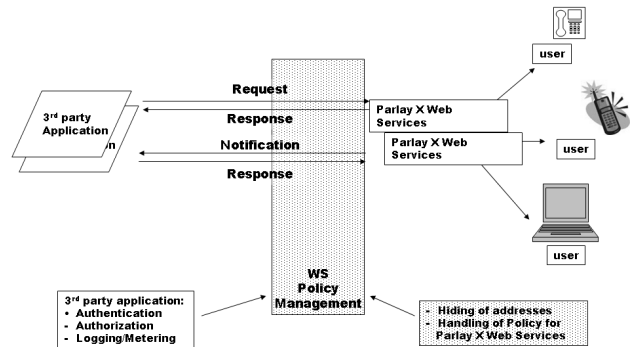 user
Request
3rd party
Application
n
Response
Parlay X Web
Services
Notification
Parlay X Web
Services
user
Response
user
WS
Policy
Management
3rd party application:
• Authentication
- Authorization
- Logging/Metering
- Hiding of addresses
- Handling of Policy for
Parlay X Web Services